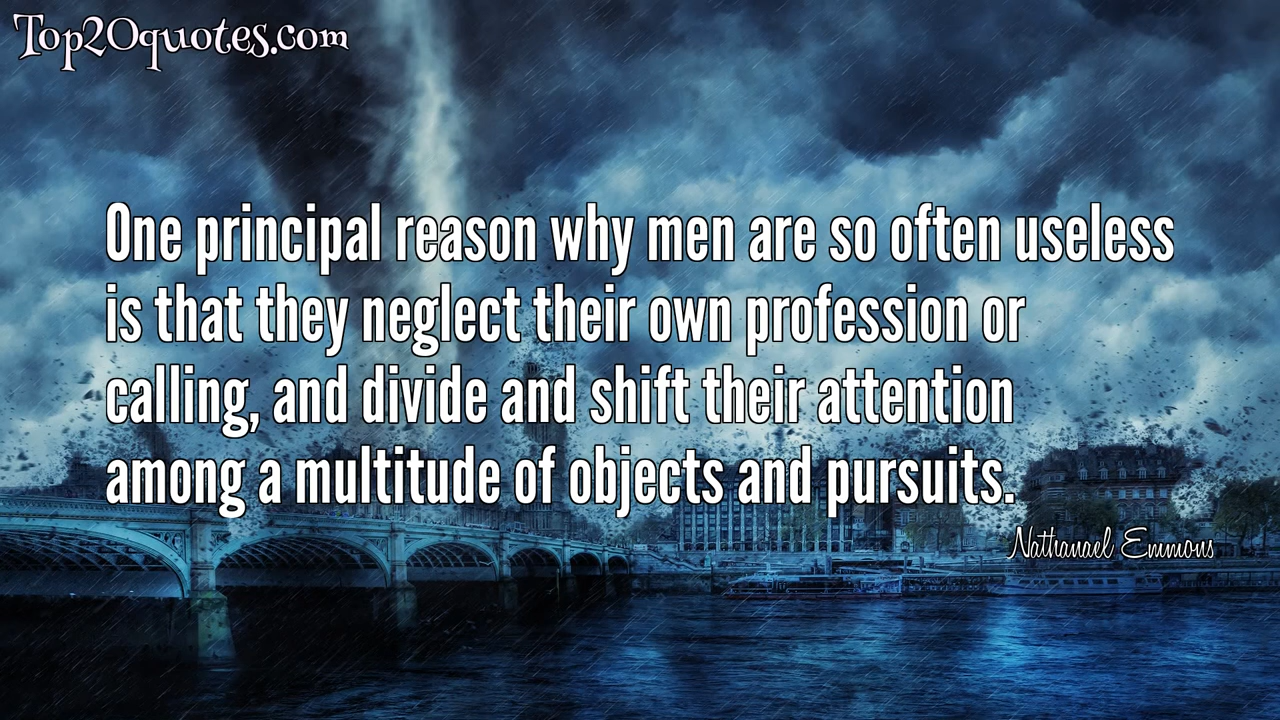 Top20quotes.com
One principal reason why men are so often useless
is that they neglect their own profession or
calling, and divide and shift their attention
among a multitude of objects and pursuits.
Nathanael Emmons